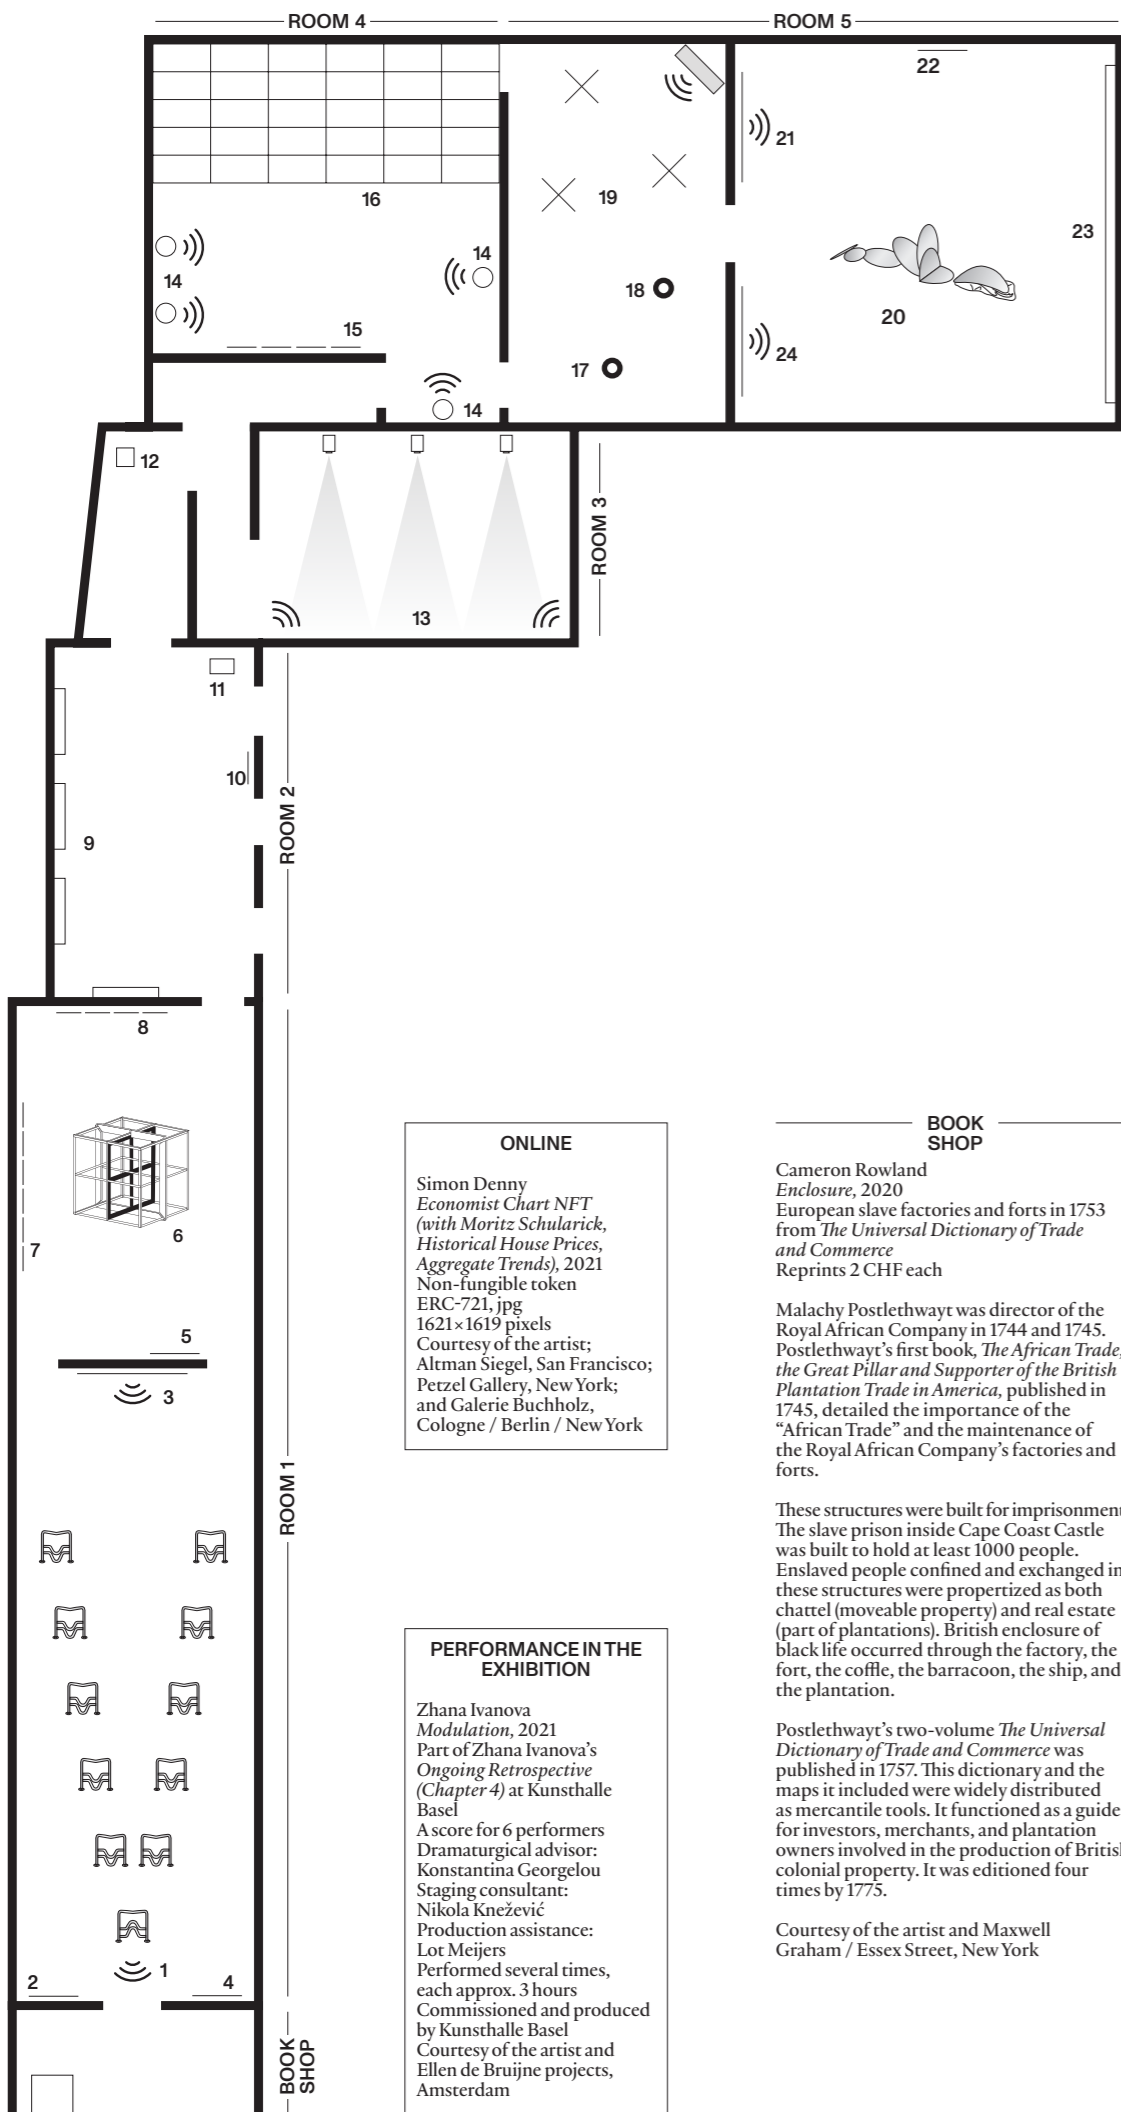 ROOM 4
ROOM 5
22
21
16
19
23
14
14
18
20
15
24
17
14
12
ROOM 3
13
11
10
ROOM 2
9
8
6
7
5
3
ROOM 1
1
2
4
BOOK
SHOP
ONLINE
Simon Denny
Economist Chart NFT
(with Moritz Schularick,
Historical House Prices,
Aggregate Trends), 2021
Non-fungible token
ERC-721, jpg
1621×1619 pixels
Courtesy of the artist;
Altman Siegel, San Francisco;
Petzel Gallery, New York;
and Galerie Buchholz,
Cologne / Berlin / New York
PERFORMANCE IN THE
EXHIBITION
Zhana Ivanova
Modulation, 2021
Part of Zhana Ivanova’s
Ongoing Retrospective
(Chapter 4) at Kunsthalle
Basel
A score for 6 performers
Dramaturgical advisor:
Konstantina Georgelou
Staging consultant:
Nikola Knežević
Production assistance:
Lot Meijers
Performed several times,
each approx. 3 hours
Commissioned and produced
by Kunsthalle Basel
Courtesy of the artist and
Ellen de Bruijne projects,
Amsterdam
BOOK
SHOP
Cameron Rowland
Enclosure, 2020
European slave factories and forts in 1753
from The Universal Dictionary of Trade
and Commerce
Reprints 2 CHF each
Malachy Postlethwayt was director of the
Royal African Company in 1744 and 1745.
Postlethwayt’s first book, The African Trade,
the Great Pillar and Supporter of the British
Plantation Trade in America, published in
1745, detailed the importance of the
“African Trade” and the maintenance of
the Royal African Company’s factories and
forts.
These structures were built for imprisonment
The slave prison inside Cape Coast Castle
was built to hold at least 1000 people.
Enslaved people confined and exchanged in
these structures were propertized as both
chattel (moveable property) and real estate
(part of plantations). British enclosure of
black life occurred through the factory, the
fort, the coffle, the barracoon, the ship, and
the plantation.
Postlethwayt’s two-volume The Universal
Dictionary of Trade and Commerce was
published in 1757. This dictionary and the
maps it included were widely distributed
as mercantile tools. It functioned as a guide
for investors, merchants, and plantation
owners involved in the production of British
colonial property. It was editioned four
times by 1775.
Courtesy of the artist and Maxwell
Graham / Essex Street, New York